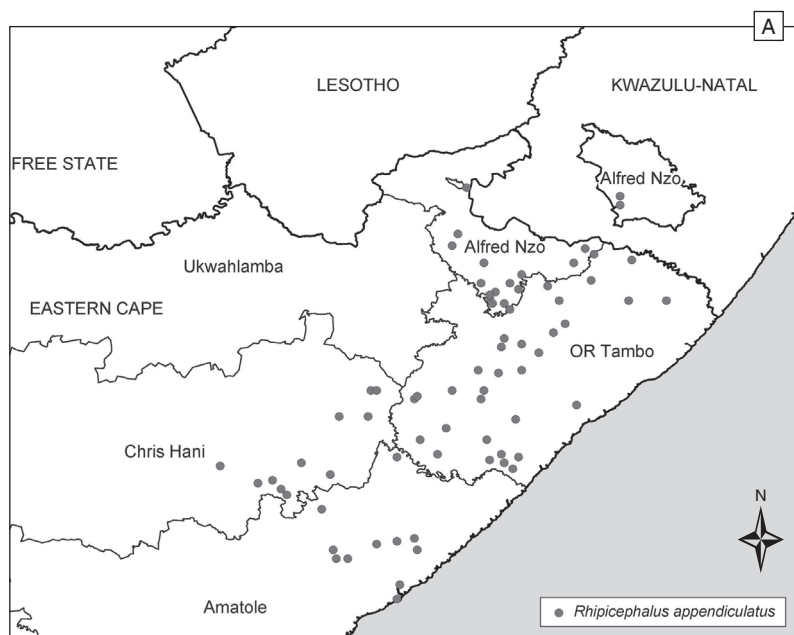 A
LESOTHO
KWAZULU-NATAL
FREE STATE
Alfred Nzo
Alfred Nzo
Ukwahlamba
EASTERN CAPE
OR Tambo
Chris Hani
N
Amatole
Rhipicephalus appendiculatus